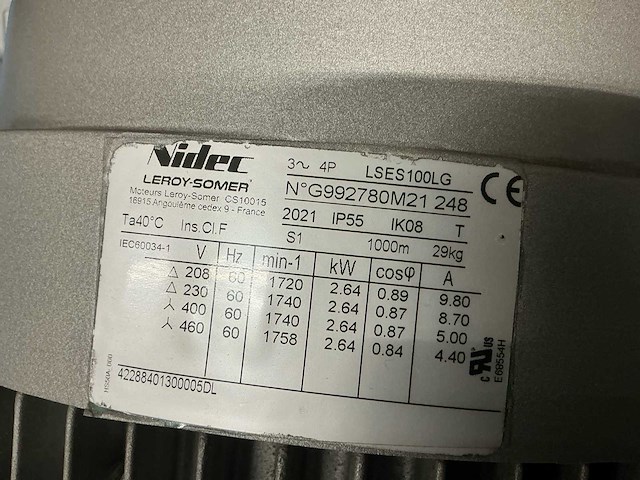 Nidec 3~ 4P LSES100LG CE
LEROY-SOMER N°G992780M21 248
Moteurs Leroy-Somer CS10015
16915 Angoulême cedex 9 - France 2021 IP55 IK08 T
Ta40°C Ins.Cl.F S1 1000m 29kg
IEC60034-1 V Hz min-1 kW cosφ A
△ 208 60 1720 2.64 0.89 9.80
△ 230 60 1740 2.64 0.87 8.70
⅄ 400 60 1740 2.64 0.87 5.00
⅄ 460 60 1758 2.64 0.84 4.40
c UR US
E68554H
42288401300005DL